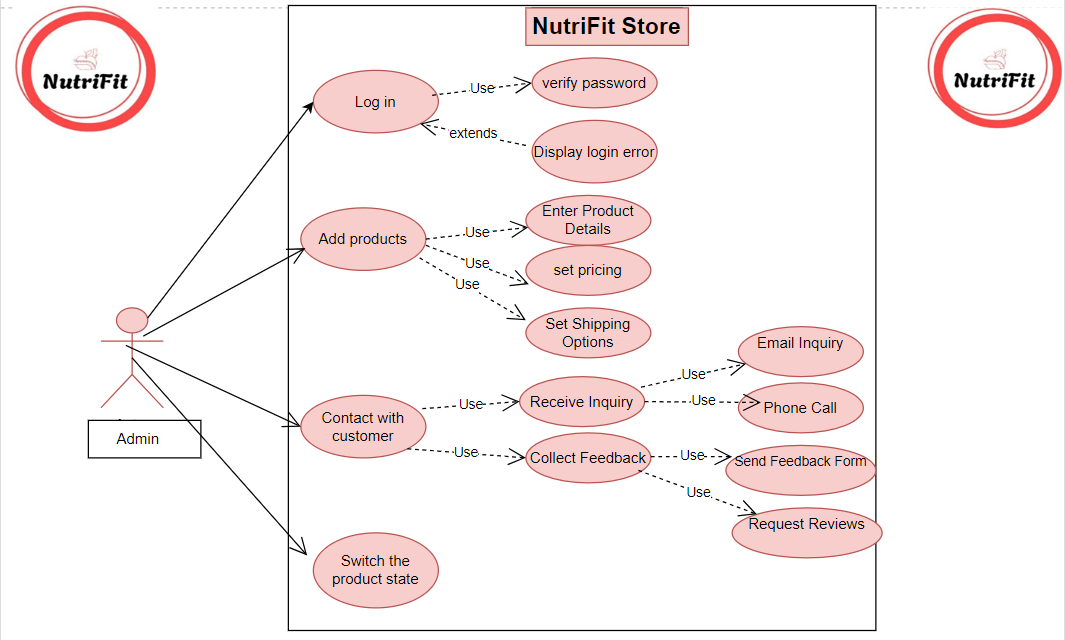 NutriFit Store
NutriFit
NutriFit
Log in
Use
verify password
extends
Display login error
Add products
Use
Enter Product
Details
Use
set pricing
Use
Set Shipping
Options
Email Inquiry
Use
Receive Inquiry
Use
Use
Phone Call
Contact with
customer
Admin
Use
Collect Feedback
Use
Send Feedback Form
Use
Request Reviews
Switch the
product state